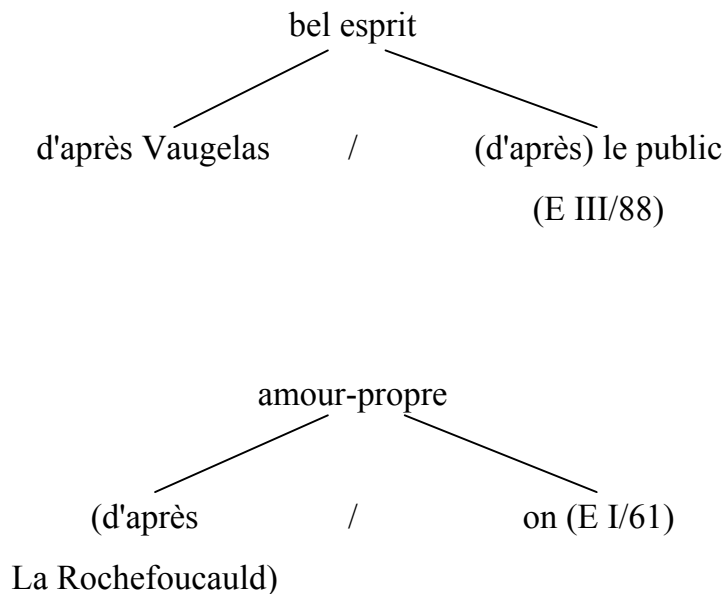 bel esprit
d'après Vaugelas / (d'après) le public
(E III/88)
amour-propre
(d'après / on (E I/61)
La Rochefoucauld)